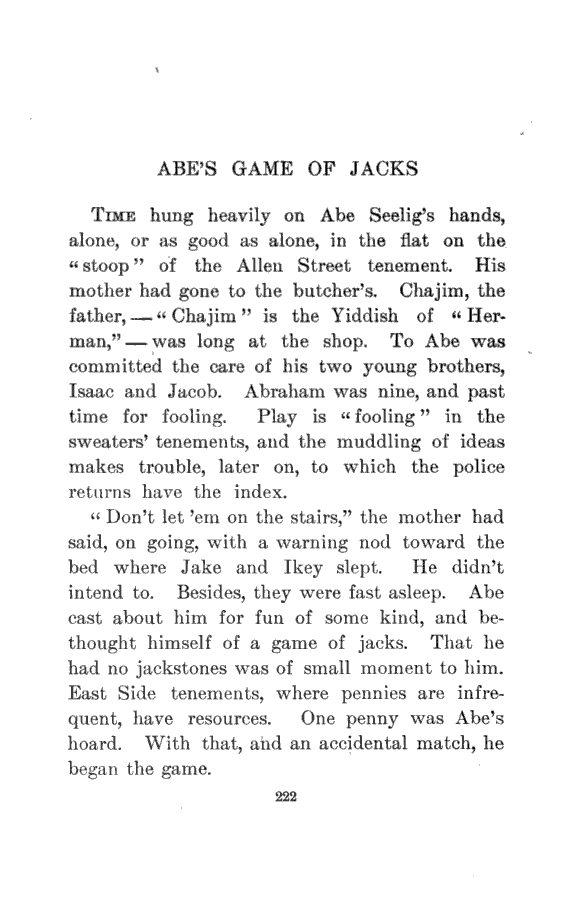 ABE'S GAME OF JACKS
TIME hung heavily on Abe Seelig's hands,
alone, or as good as alone, in the flat on the
“stoop” of the Allen Street tenement. His
mother had gone to the butcher's. Chajim, the
father, — “Chajim” is the Yiddish of “Her-
man,” — was long at the shop. To Abe was
committed the care of his two young brothers,
Isaac and Jacob. Abraham was nine, and past
time for fooling. Play is “fooling” in the
sweaters' tenements, and the muddling of ideas
makes trouble, later on, to which the police
returns have the index.
“Don't let 'em on the stairs,” the mother had
said, on going, with a warning nod toward the
bed where Jake and Ikey slept. He didn't
intend to. Besides, they were fast asleep. Abe
cast about him for fun of some kind, and be-
thought himself of a game of jacks. That he
had no jackstones was of small moment to him.
East Side tenements, where pennies are infre-
quent, have resources. One penny was Abe's
hoard. With that, and an accidental match, he
began the game.
222